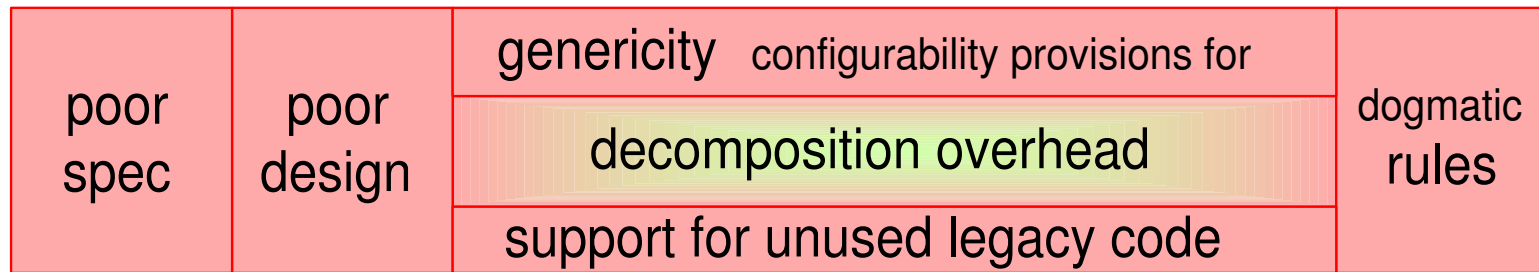 poor
spec
poor
design
genericity configurability provisions for
decomposition overhead
support for unused legacy code
dogmatic
rules